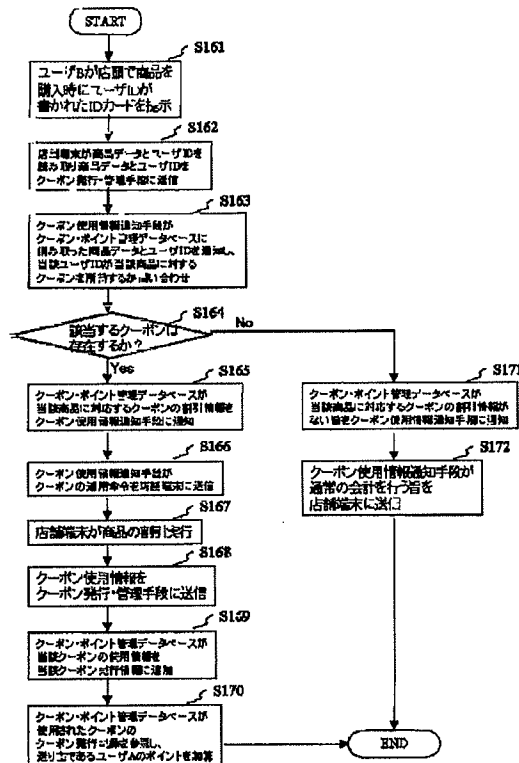 START
S161
ユーザBが店頭で商品を
購入時にユーザIDが
書かれたIDカードを提示
S162
店舗端末が商品データとユーザIDを
読み取り商品データとユーザIDを
クーポン発行・管理手段に送信
S163
クーポン使用情報通知手段が
クーポン・ポイント管理データベースに
読み取った商品データとユーザIDを通知し、
当該ユーザIDが当該商品に対する
クーポンを所持するか問い合わせ
S164
該当するクーポンは
存在するか?
No
Yes
S165
クーポン・ポイント管理データベースが
当該商品に対応するクーポンの割引情報を
クーポン使用情報通知手段に通知
S171
クーポン・ポイント管理データベースが
当該商品に対応するクーポンの割引情報が
ない旨をクーポン使用情報通知手段に通知
S166
クーポン使用情報通知手段が
クーポンの適用命令を店舗端末に送信
S172
クーポン使用情報通知手段が
通常の会計を行う旨を
店舗端末に送信
S167
店舗端末が商品の割引を実行
S168
クーポン使用情報を
クーポン発行・管理手段に送信
S169
クーポン・ポイント管理データベースが
当該クーポンの使用情報を
当該クーポン発行情報に追加
S170
クーポン・ポイント管理データベースが
使用されたクーポンの
クーポン発行情報を参照し、
送り主であるユーザAのポイントを加算
END